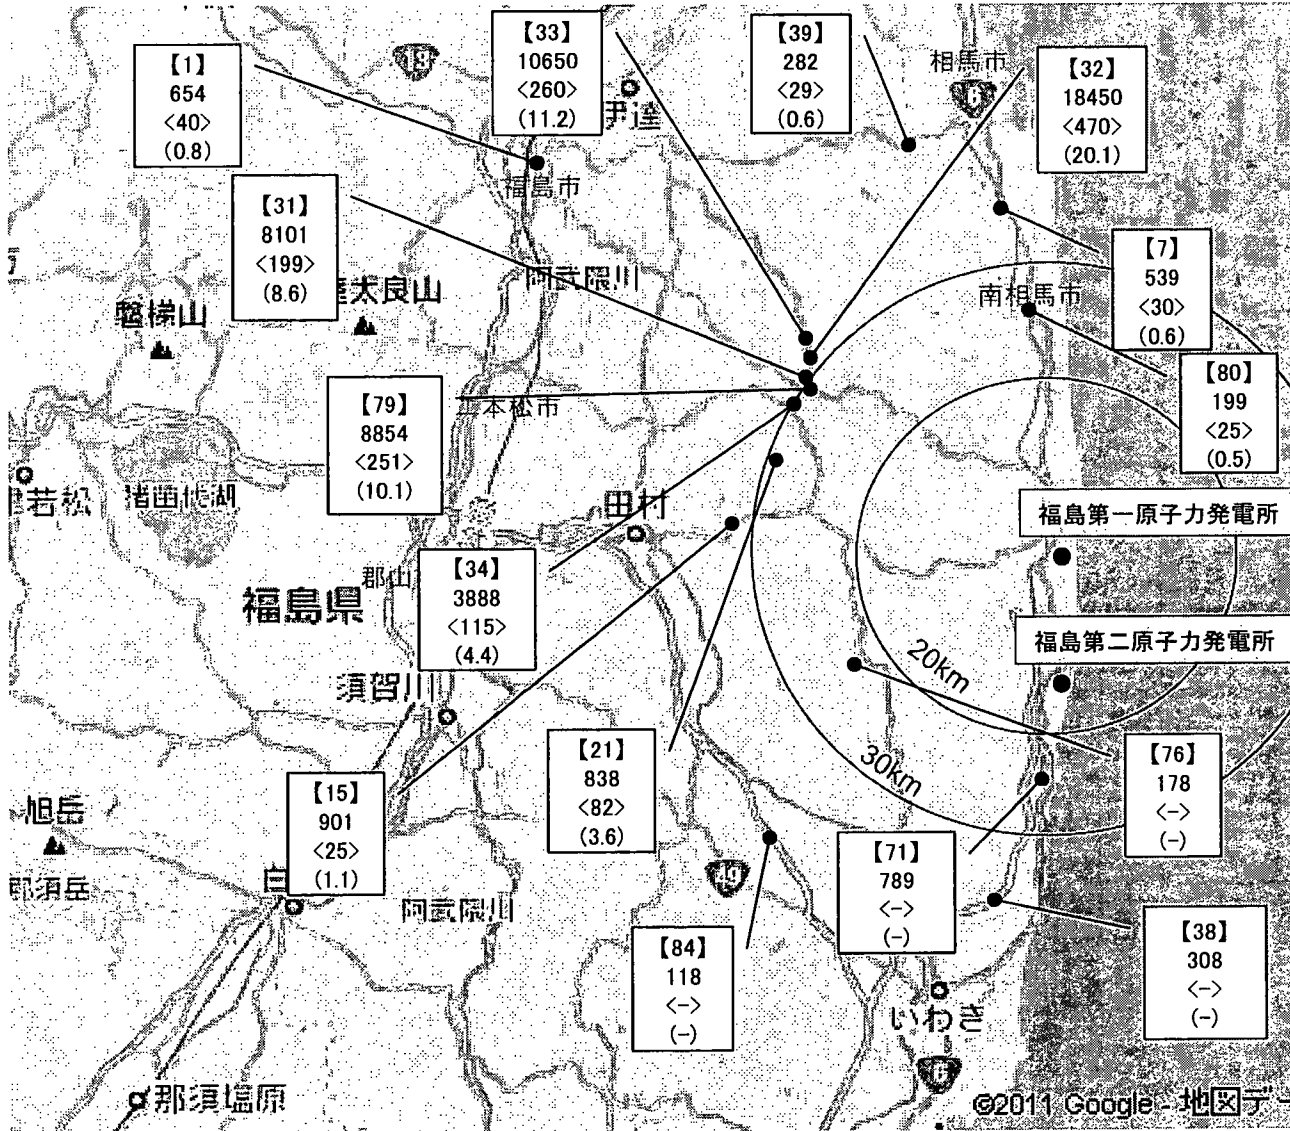 【1】
654
<40>
(0.8)
【33】
10650
<260>
(11.2)
【39】
282
<29>
(0.6)
【32】
18450
<470>
(20.1)
相馬市
6
伊達
福島市
【31】
8101
<199>
(8.6)
【7】
539
<30>
(0.6)
阿武隈川
南相馬市
太良山
磐梯山
【80】
199
<25>
(0.5)
【79】
8854
<251>
(10.1)
二本松市
若松
猪苗代湖
田村
福島第一原子力発電所
【34】
3888
<115>
(4.4)
郡山
福島県
福島第二原子力発電所
20km
須賀川
30km
【21】
838
<82>
(3.6)
【76】
178
<->
(-)
【15】
901
<25>
(1.1)
旭岳
那須岳
白
阿武隈川
【71】
789
<->
(-)
【84】
118
<->
(-)
【38】
308
<->
(-)
いわき
6
那須塩原
©2011 Google - 地図デー